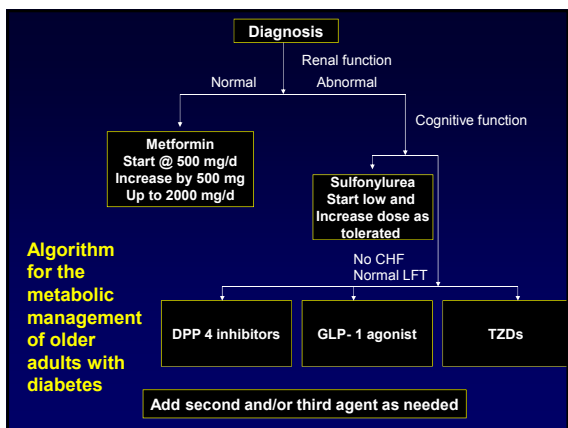 Diagnosis
Renal function
Normal
Abnormal
Cognitive function
Metformin
Start @ 500 mg/d
Increase by 500 mg
Up to 2000 mg/d
Sulfonylurea
Start low and
Increase dose as
tolerated
Algorithm
for the
metabolic
management
of older
adults with
diabetes
No CHF
Normal LFT
DPP 4 inhibitors
GLP- 1 agonist
TZDs
Add second and/or third agent as needed